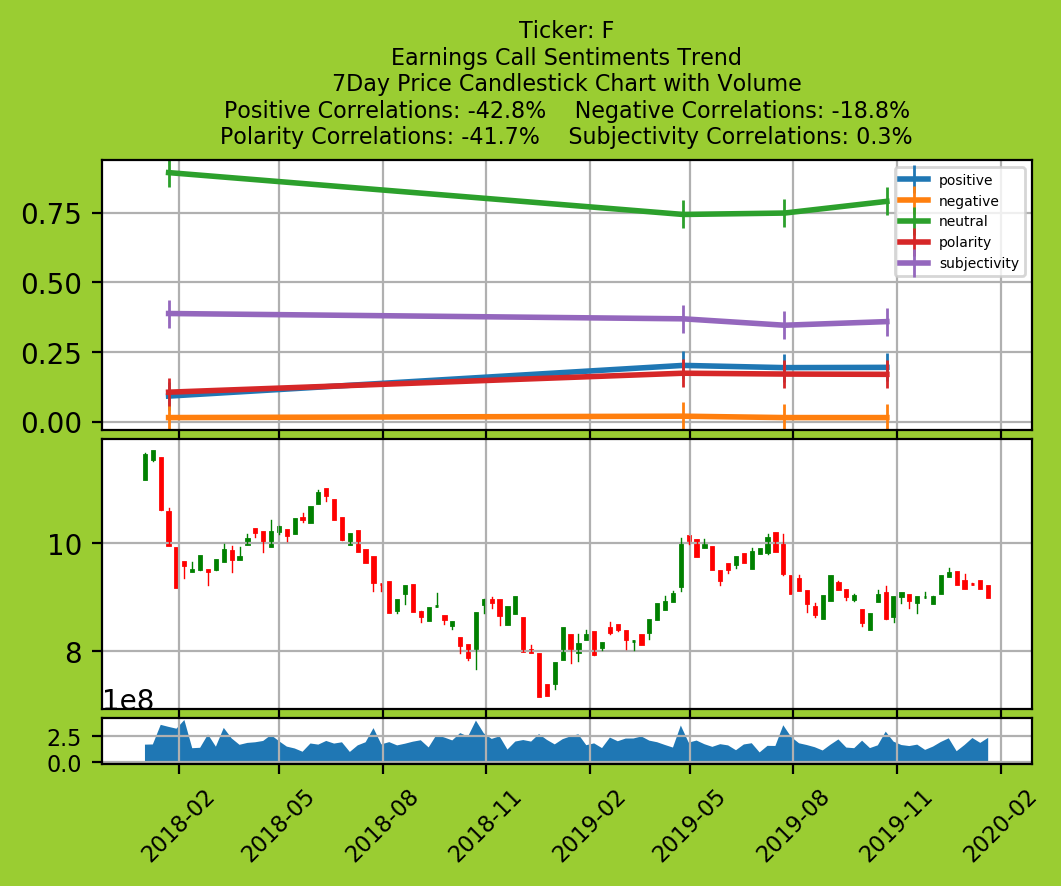 Ticker: F
Earnings Call Sentiments Trend
7Day Price Candlestick Chart with Volume
Positive Correlations: -42.8%    Negative Correlations: -18.8%
Polarity Correlations: -41.7%    Subjectivity Correlations: 0.3%
positive
negative
neutral
polarity
subjectivity
0.75
0.50
0.25
0.00
10
8
1e8
2.5
0.0
2018-02
2018-05
2018-08
2018-11
2019-02
2019-05
2019-08
2019-11
2020-02